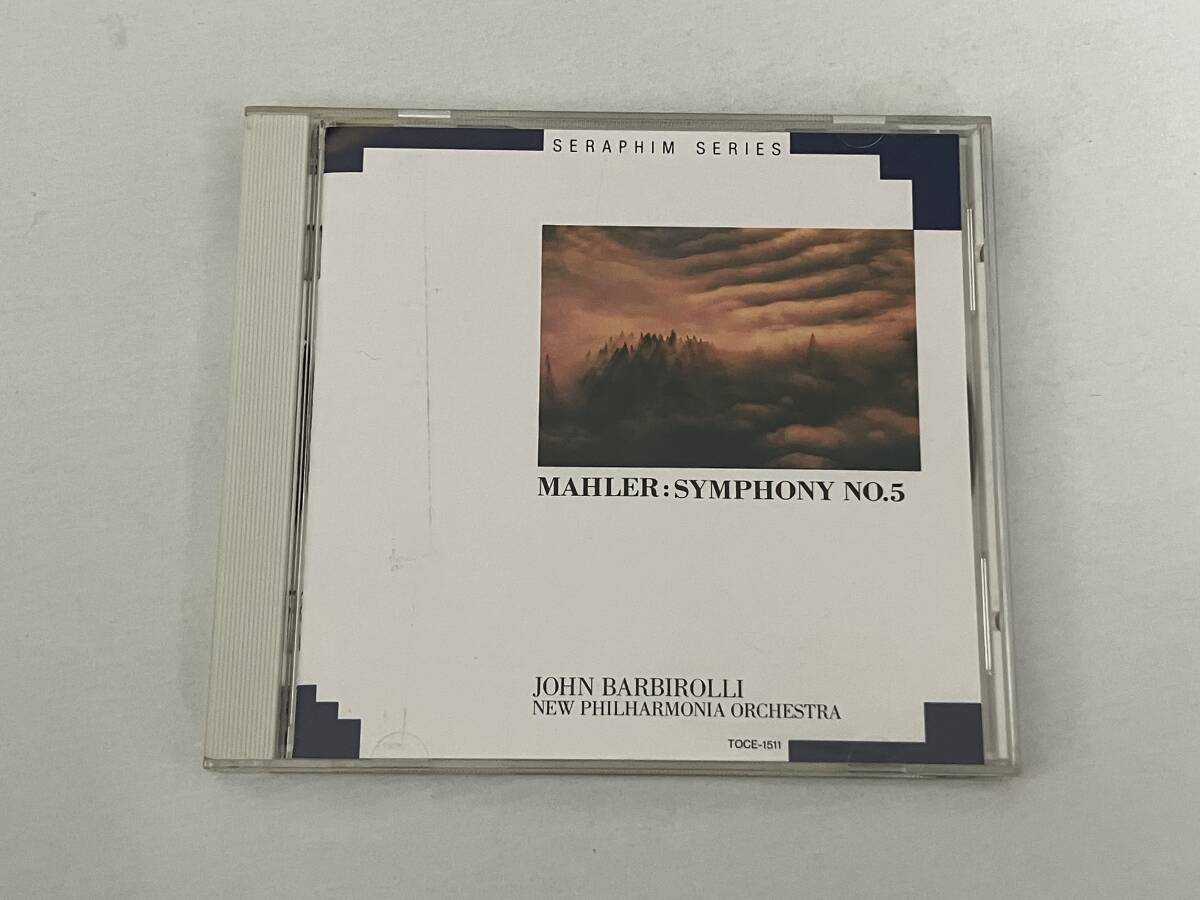 SERAPHIM SERIES
MAHLER: SYMPHONY NO.5
JOHN BARBIROLLI
NEW PHILHARMONIA ORCHESTRA
TOCE-1511